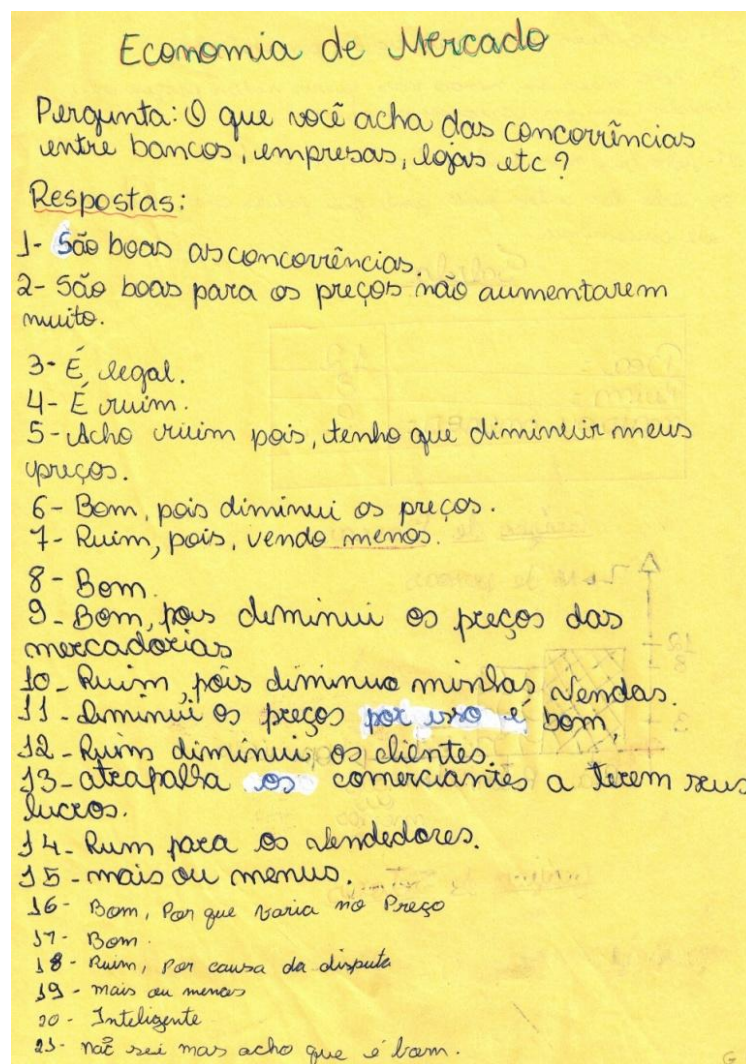 Economia de Mercado
Pergunta: O que você acha das concorrências
entre bancos, empresas, lojas etc?
Respostas:
1- São boas as concorrências.
2- São boas para os preços não aumentarem
muito.
3- É legal.
4- É ruim.
5- Acho ruim pois, tenho que diminuir meus
preços.
6- Bom, pois diminui os preços.
7- Ruim, pois, vendo menos.
8- Bom.
9- Bom, pois deminui os preços das
mercadorias
10- Ruim, pois diminue minhas vendas.
11- diminui os preços por isso é bom,
12- Ruim diminui, os clientes.
13- atrapalha os comerciantes a terem seus
lucros.
14- Rum para os vendedores.
15- mais ou menus.
16- Bom, Por que varia no Preço
17- Bom.
18- Ruim, Por causa da disputa
19- mais ou menos
20- Inteligente
21- não sei mas acho que é bom.